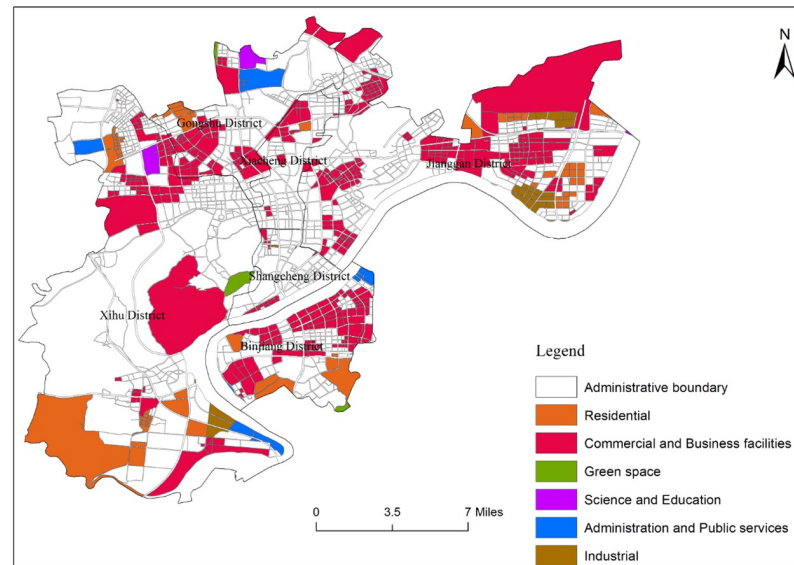 N
Gongshu District
Xiacheng District
Jianggan District
Shangcheng District
Xihu District
Binjiang District
Legend
Administrative boundary
Residential
Commercial and Business facilities
Green space
Science and Education
Administration and Public services
Industrial
0 3.5 7 Miles